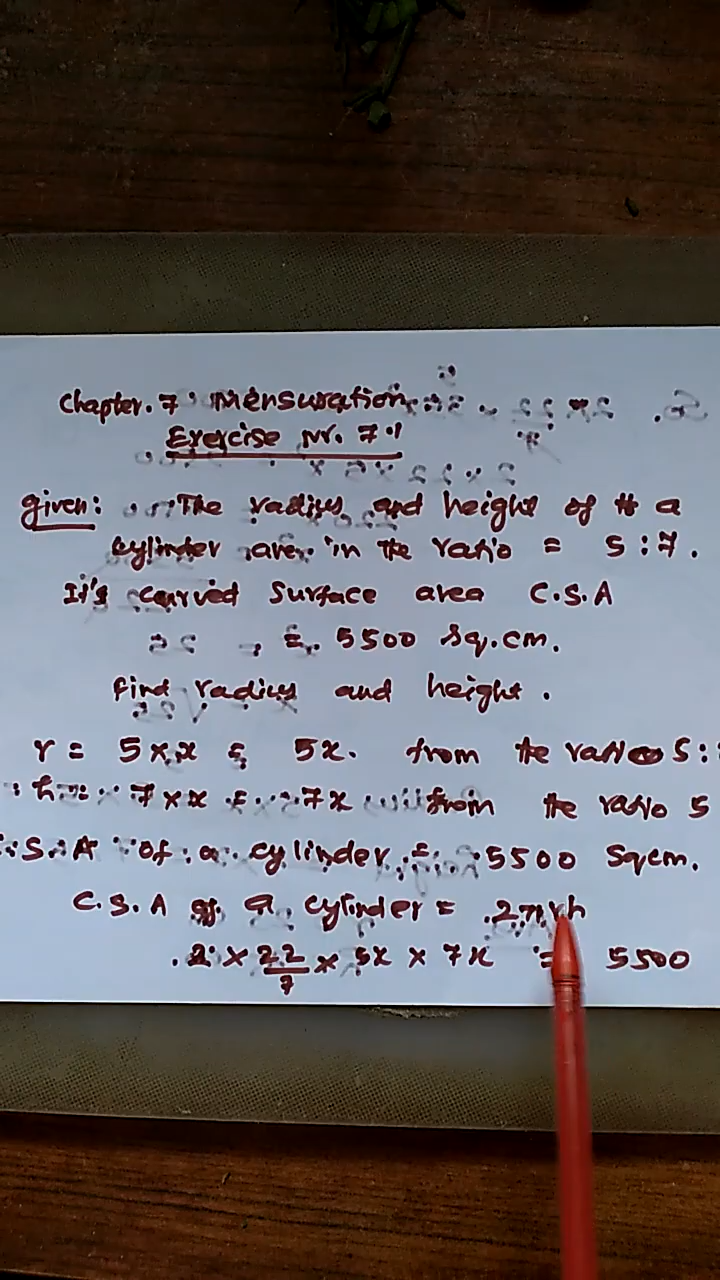 Chapter. 7. Mensuration.
Exercise Nr. 7.1
Given: The radius and height of a
cylinder are in the ratio = 5:7.
It's curved surface area C.S.A
= 5500 Sq.cm.
Find radius and height.
r = 5 × x = 5x. from the ratio 5:
h = 7 × x = 7x from the ratio 5
C.S.A of a cylinder = 5500 Sqcm.
C.S.A of a cylinder = 2πrh
2 × 22/7 × 5x × 7x = 5500